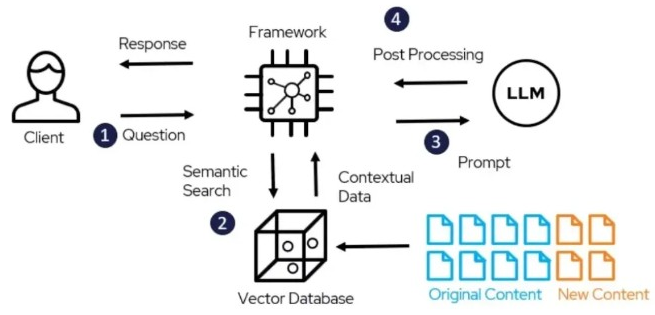 4
Framework
Response
Post Processing
LLM
Client
1
Question
3
Prompt
Semantic
Search
Contextual
Data
2
Original Content
New Content
Vector Database